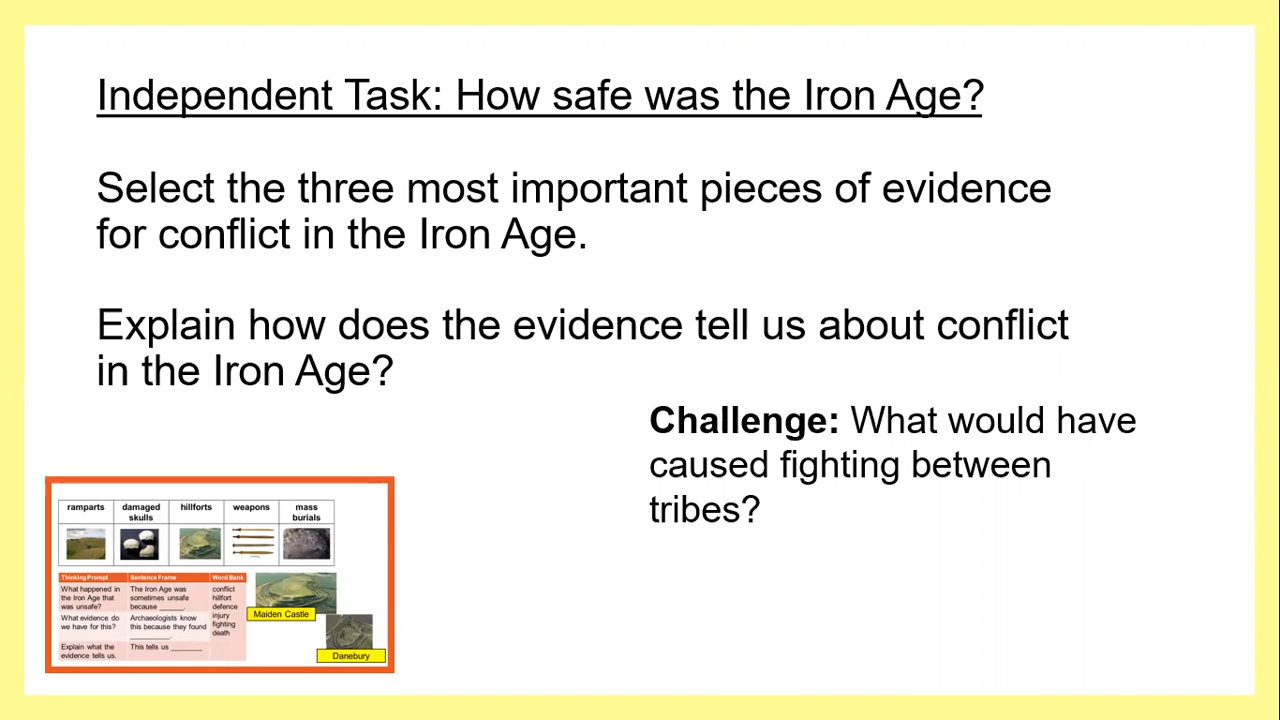 Independent Task: How safe was the Iron Age?
Select the three most important pieces of evidence
for conflict in the Iron Age.
Explain how does the evidence tell us about conflict
in the Iron Age?
Challenge: What would have
caused fighting between
tribes?
ramparts
damaged
skulls
hillforts
weapons
mass
burials
Thinking Prompt
Sentence Frame
Word Bank
What happened in
the Iron Age that
was unsafe?
The Iron Age was
sometimes unsafe
because ______.
conflict
hillfort
defence
injury
fighting
death
What evidence do
we have for this?
Archaeologists know
this because they found
_________.
Explain what the
evidence tells us.
This tells us _______
Maiden Castle
Danebury